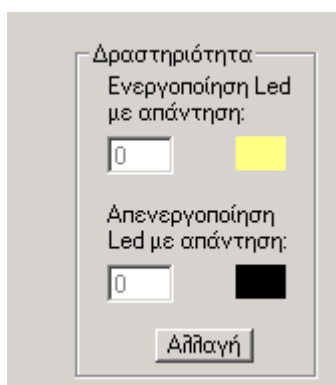 Δραστηριότητα
Ενεργοποίηση Led
με απάντηση:
0
Απενεργοποίηση
Led με απάντηση:
0
Αλλαγή